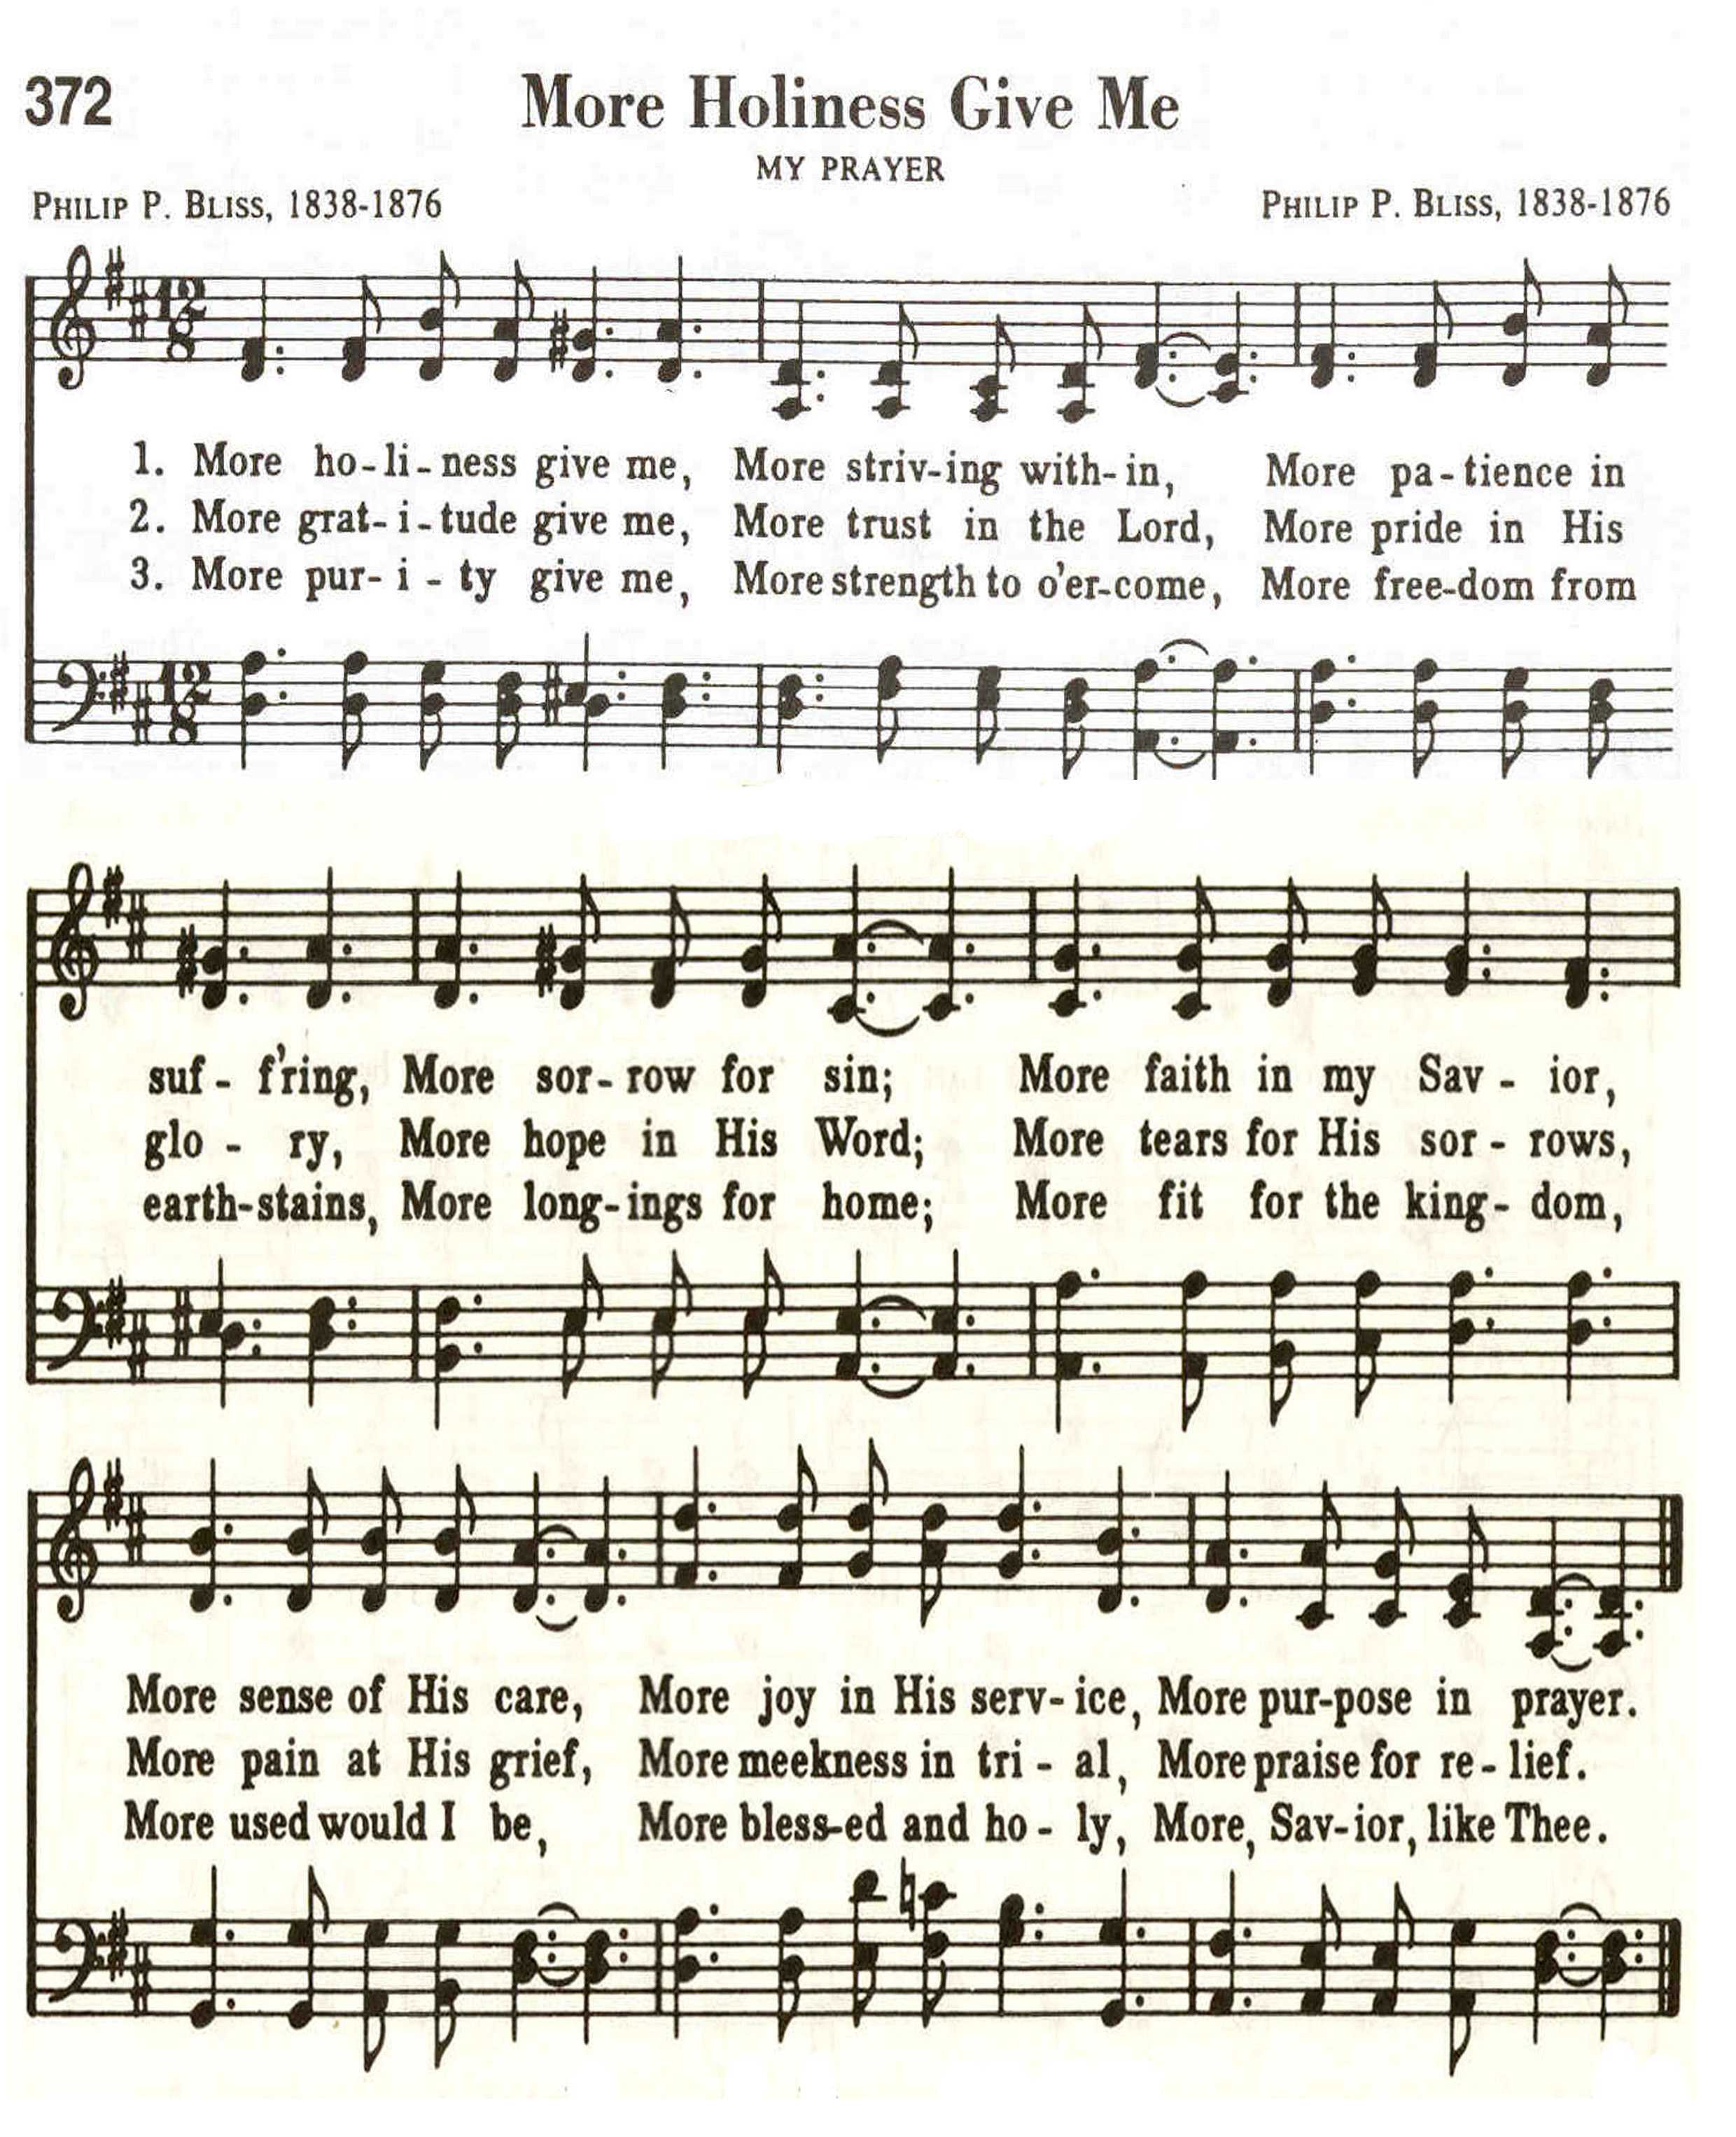 372
More Holiness Give Me
MY PRAYER
PHILIP P. BLISS, 1838-1876
PHILIP P. BLISS, 1838-1876
12
8
1. More ho-li-ness give me, More striv-ing with-in, More pa-tience in
2. More grat-i-tude give me, More trust in the Lord, More pride in His
3. More pur-i-ty give me, More strength to o'er-come, More free-dom from
12
8
suf - f'ring, More sor-row for sin; More faith in my Sav - ior,
glo - ry, More hope in His Word; More tears for His sor - rows,
earth-stains, More long-ings for home; More fit for the king - dom,
More sense of His care, More joy in His serv-ice, More pur-pose in prayer.
More pain at His grief, More meekness in tri - al, More praise for re-lief.
More used would I be, More bless-ed and ho - ly, More, Sav-ior, like Thee.